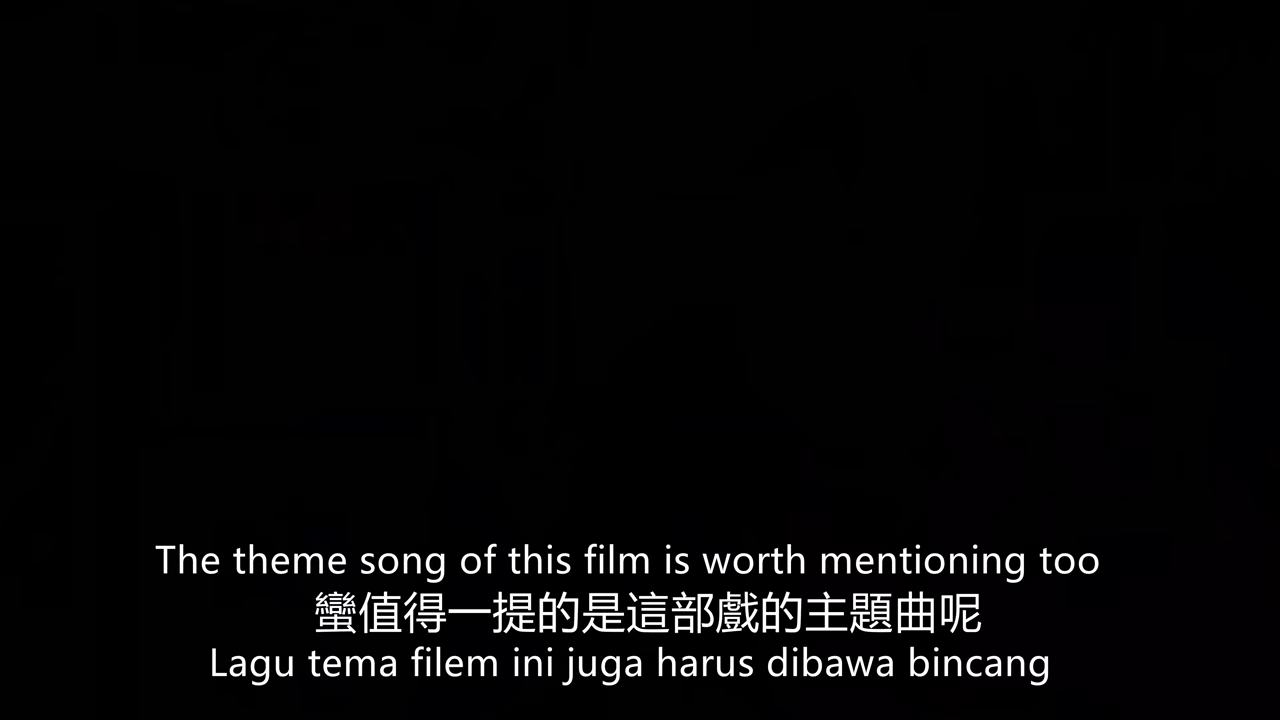 The theme song of this film is worth mentioning too
蠻值得一提的是這部戲的主題曲呢
Lagu tema filem ini juga harus dibawa bincang